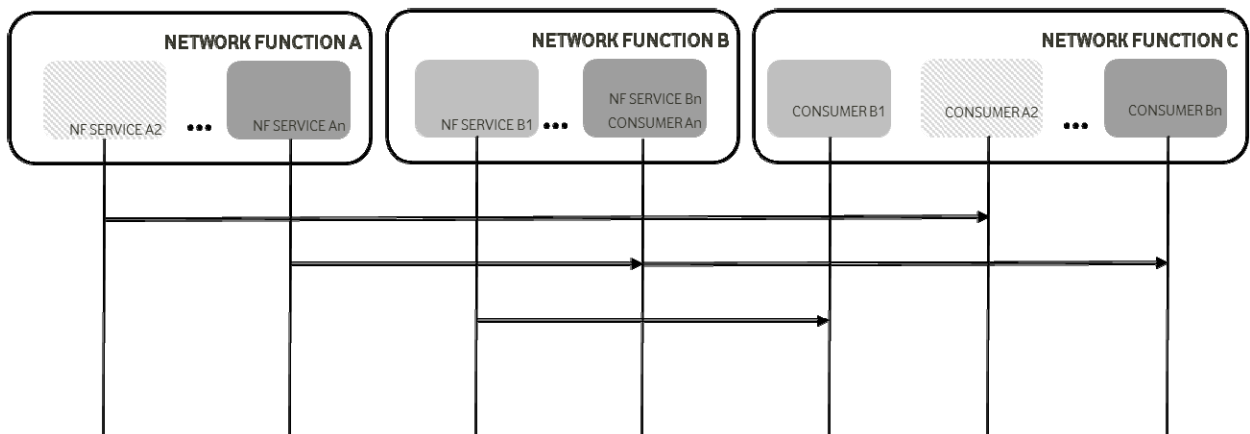 NETWORK FUNCTION A
NF SERVICE A2
•••
NF SERVICE An
NETWORK FUNCTION B
NF SERVICE B1
•••
NF SERVICE Bn
CONSUMER An
NETWORK FUNCTION C
CONSUMER B1
CONSUMER A2
•••
CONSUMER Bn